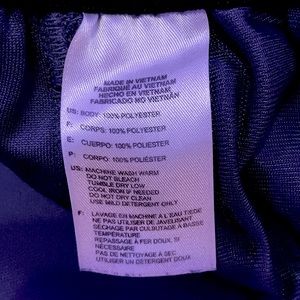 MADE IN VIETNAM
FABRIQUÉ AU VIETNAM
HECHO EN VIETNAM
FABRICADO NO VIETNÃ
US: BODY: 100% POLYESTER
F: CORPS: 100% POLYESTER
E: CUERPO: 100% POLIESTER
P: CORPO: 100% POLIÉSTER
US: MACHINE WASH WARM
DO NOT BLEACH
TUMBLE DRY LOW
COOL IRON IF NEEDED
DO NOT DRY CLEAN
USE MILD DETERGENT ONLY
F: LAVAGE EN MACHINE A L'EAU TIEDE
NE PAS UTILISER DE JAVELLISANT
SÉCHAGE PAR CULBUTAGE À BASSE
TEMPÉRATURE
REPASSAGE À FER DOUX, SI
NÉCESSAIRE
PAS DE NETTOYAGE À SEC
UTILISER UN DÉTERGENT DOUX